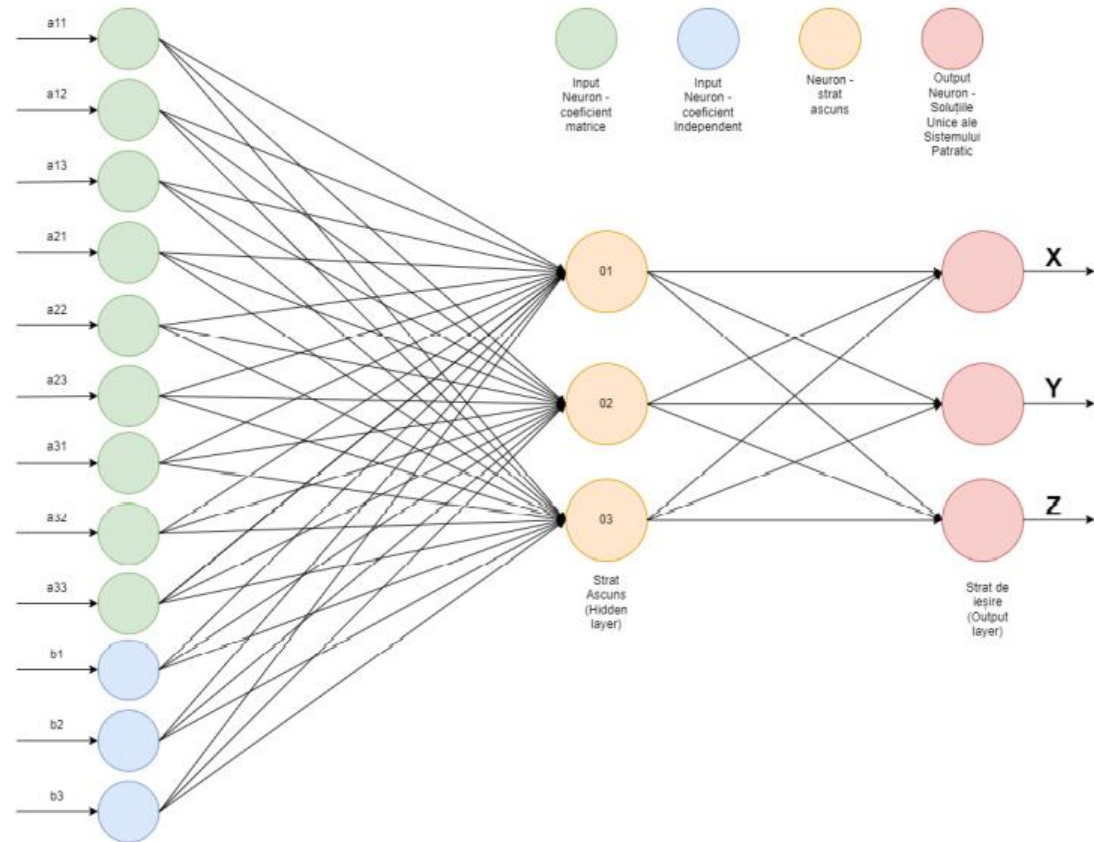 a11
a12
a13
a21
a22
a23
a31
a32
a33
b1
b2
b3
Input
Neuron -
coeficient
matrice
Input
Neuron -
coeficient
Independent
Neuron -
strat
ascuns
Output
Neuron -
Soluțiile
Unice ale
Sistemului
Patratic
01
02
03
Strat
Ascuns
(Hidden
layer)
X
Y
Z
Strat de
ieșire
(Output
layer)